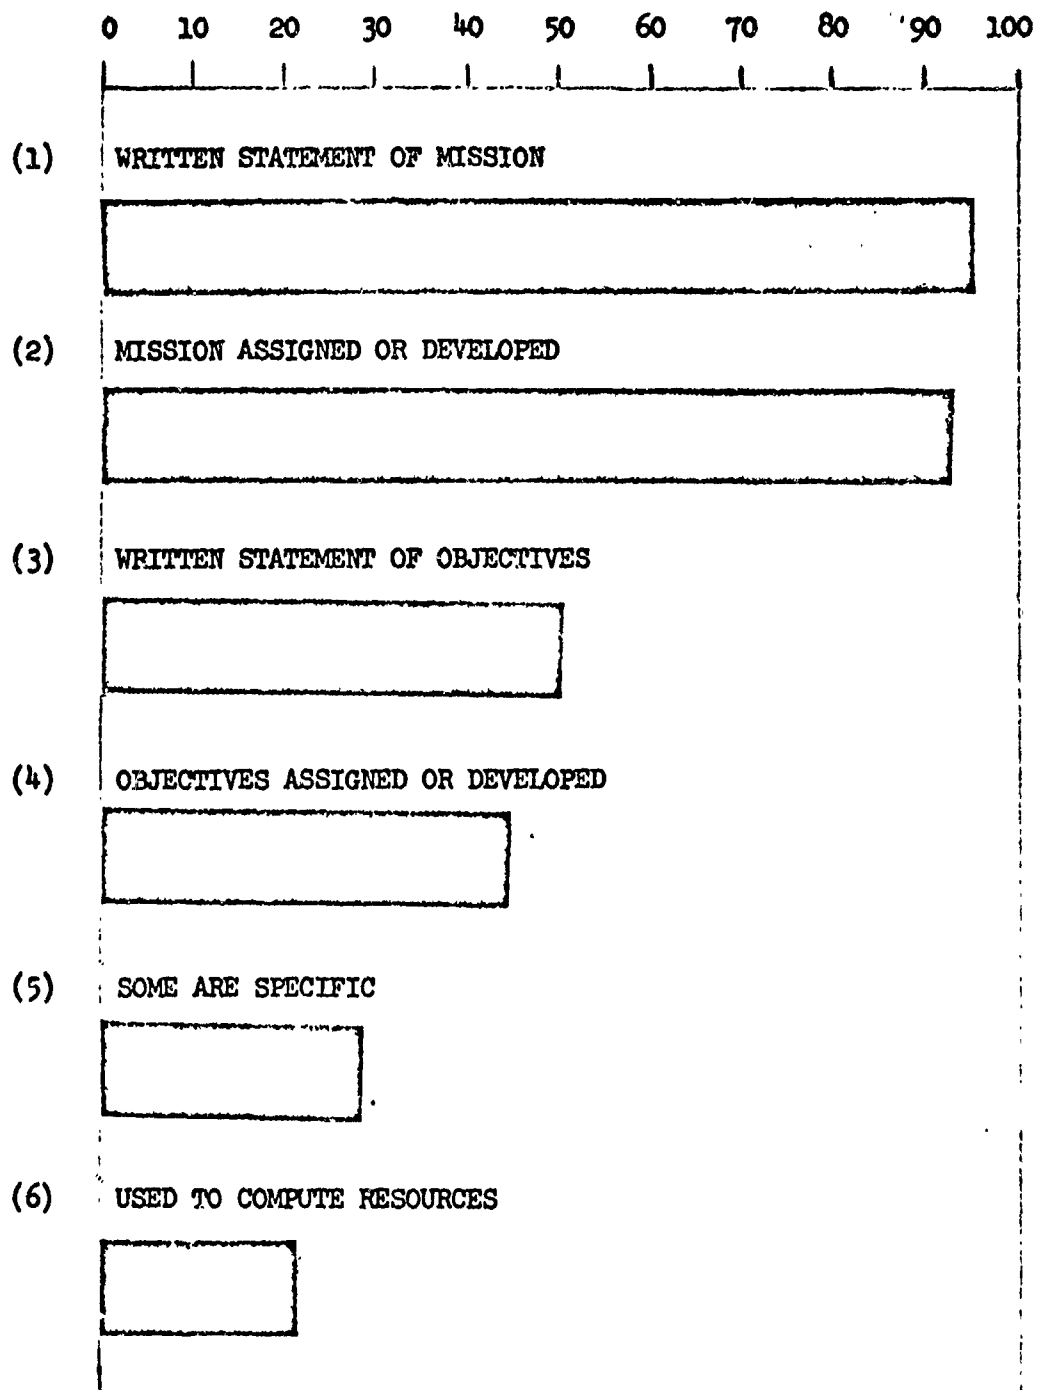 0 10 20 30 40 50 60 70 80 90 100
(1) WRITTEN STATEMENT OF MISSION
(2) MISSION ASSIGNED OR DEVELOPED
(3) WRITTEN STATEMENT OF OBJECTIVES
(4) OBJECTIVES ASSIGNED OR DEVELOPED
(5) SOME ARE SPECIFIC
(6) USED TO COMPUTE RESOURCES